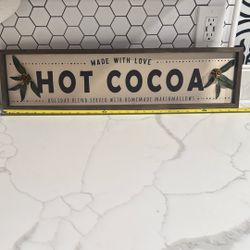 MADE WITH LOVE
HOT COCOA
HOLIDAY BLEND SERVED WITH HOMEMADE MARSHMALLOWS